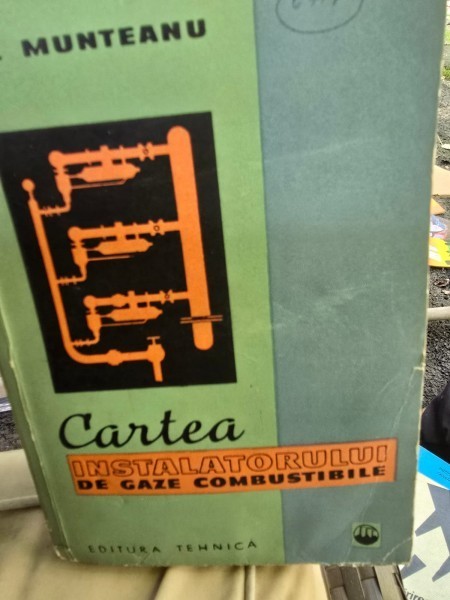 MUNTEANU
Cartea
INSTALATORULUI
DE GAZE COMBUSTIBILE
EDITURA TEHNICĂ